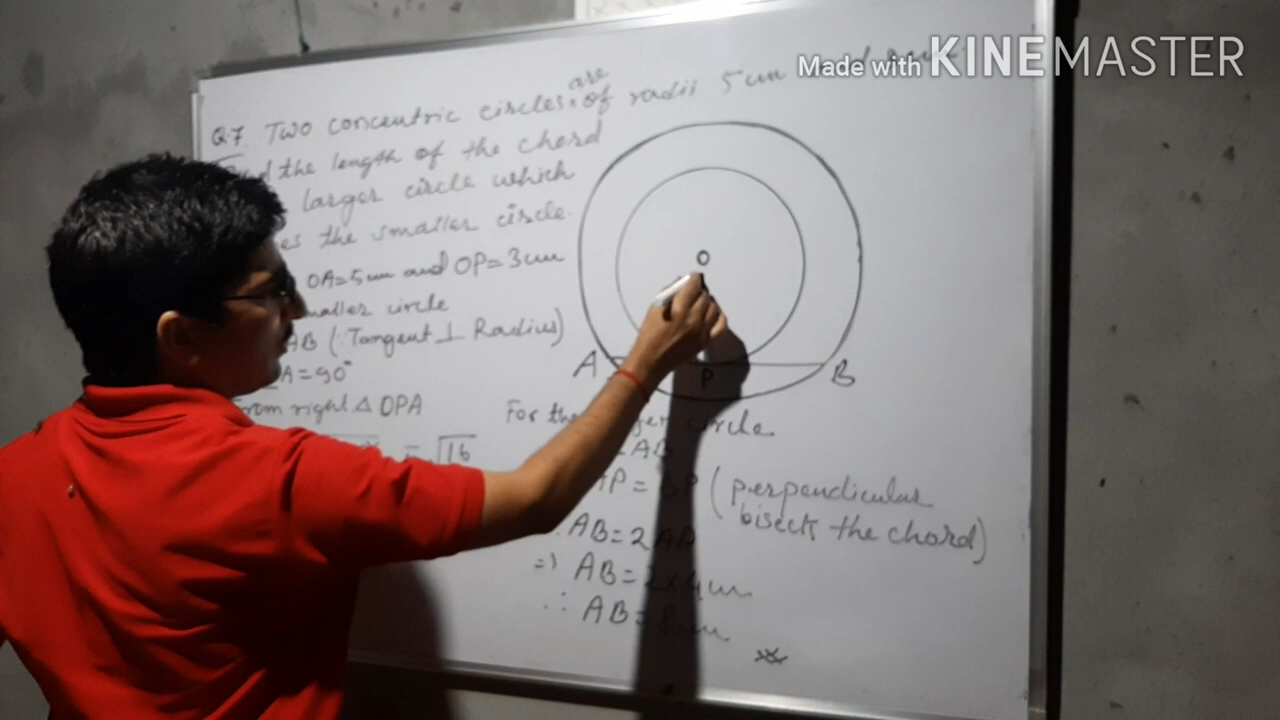 Made with KINEMASTER
Q.7 Two concentric circles are of radii 5cm
the length of the chord
larger circle which
the smaller circle.
OA=5cm and OP=3cm
smaller circle
AB (∵ Tangent ⊥ Radius)
A=90°
From right Δ OPA
= √16
O
A
P
B
For the circle
AB
AP = BP (perpendicular
bisects the chord)
AB=2AP
⇒ AB=2×4cm
∴ AB=8cm